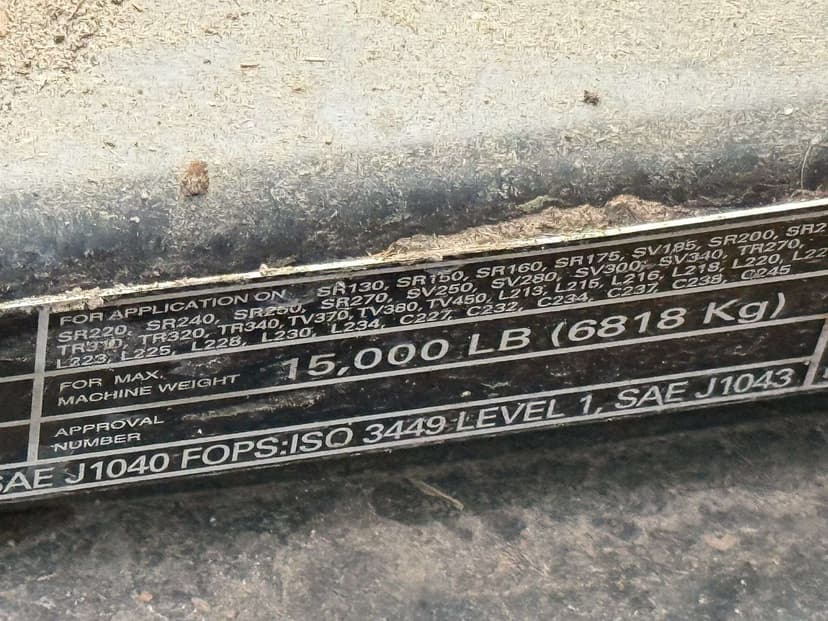 FOR APPLICATION ON SR130, SR150, SR160, SR175, SV185, SR200, SR2
SR220, SR240, SR250, SR270, SV250, SV280, SV300, SV340, TR270,
TR310, TR320, TR340, TV370, TV380, TV450, L213, L215, L216, L218, L220, L22
L223, L225, L228, L230, L234, C227, C232, C234, C237, C238, C245
FOR MAX.
MACHINE WEIGHT 15,000 LB (6818 Kg)
APPROVAL
NUMBER
SAE J1040 FOPS:ISO 3449 LEVEL 1, SAE J1043